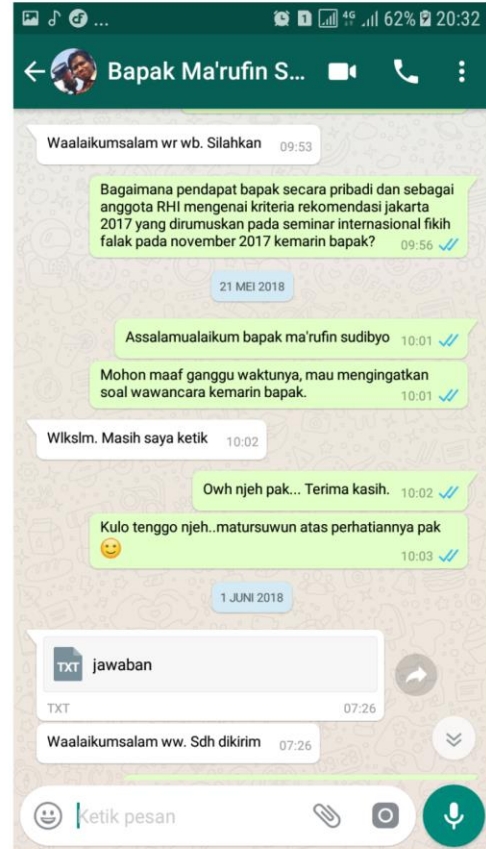 ... 4G 62% 20:32
Bapak Ma'rufin S...
Waalaikumsalam wr wb. Silahkan 09:53
Bagaimana pendapat bapak secara pribadi dan sebagai
anggota RHI mengenai kriteria rekomendasi jakarta
2017 yang dirumuskan pada seminar internasional fikih
falak pada november 2017 kemarin bapak? 09:56
21 MEI 2018
Assalamualaikum bapak ma'rufin sudibyo 10:01
Mohon maaf ganggu waktunya, mau mengingatkan
soal wawancara kemarin bapak. 10:01
Wlkslm. Masih saya ketik 10:02
Owh njeh pak... Terima kasih. 10:02
Kulo tenggo njeh..matursuwun atas perhatiannya pak
10:03
1 JUNI 2018
TXT jawaban
TXT 07:26
Waalaikumsalam ww. Sdh dikirim 07:26
Ketik pesan